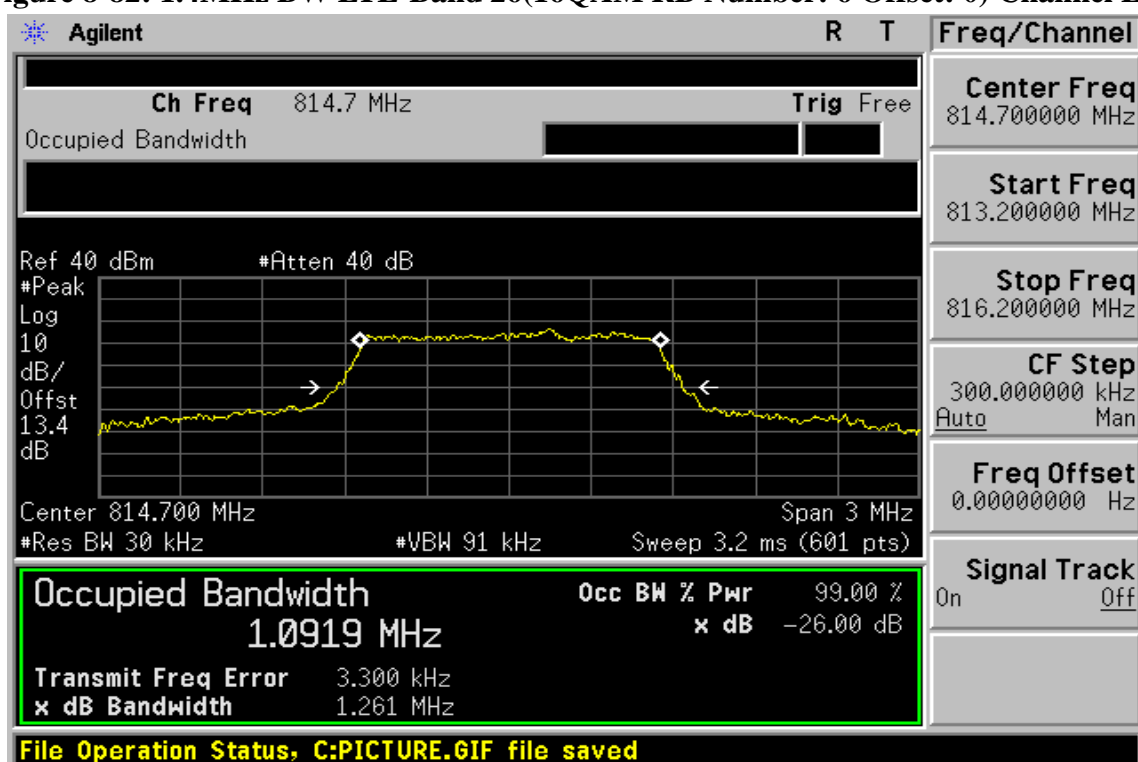 Agilent R T Freq/Channel
Ch Freq 814.7 MHz Trig Free
Occupied Bandwidth
Center Freq
814.700000 MHz
Start Freq
813.200000 MHz
Stop Freq
816.200000 MHz
CF Step
300.000000 kHz
Auto Man
Freq Offset
0.00000000 Hz
Signal Track
On Off
Ref 40 dBm #Atten 40 dB
#Peak
Log
10
dB/
Offst
13.4
dB
Center 814.700 MHz Span 3 MHz
#Res BW 30 kHz #VBW 91 kHz Sweep 3.2 ms (601 pts)
Occupied Bandwidth Occ BW % Pwr 99.00 %
1.0919 MHz x dB -26.00 dB
Transmit Freq Error 3.300 kHz
x dB Bandwidth 1.261 MHz
File Operation Status, C:PICTURE.GIF file saved